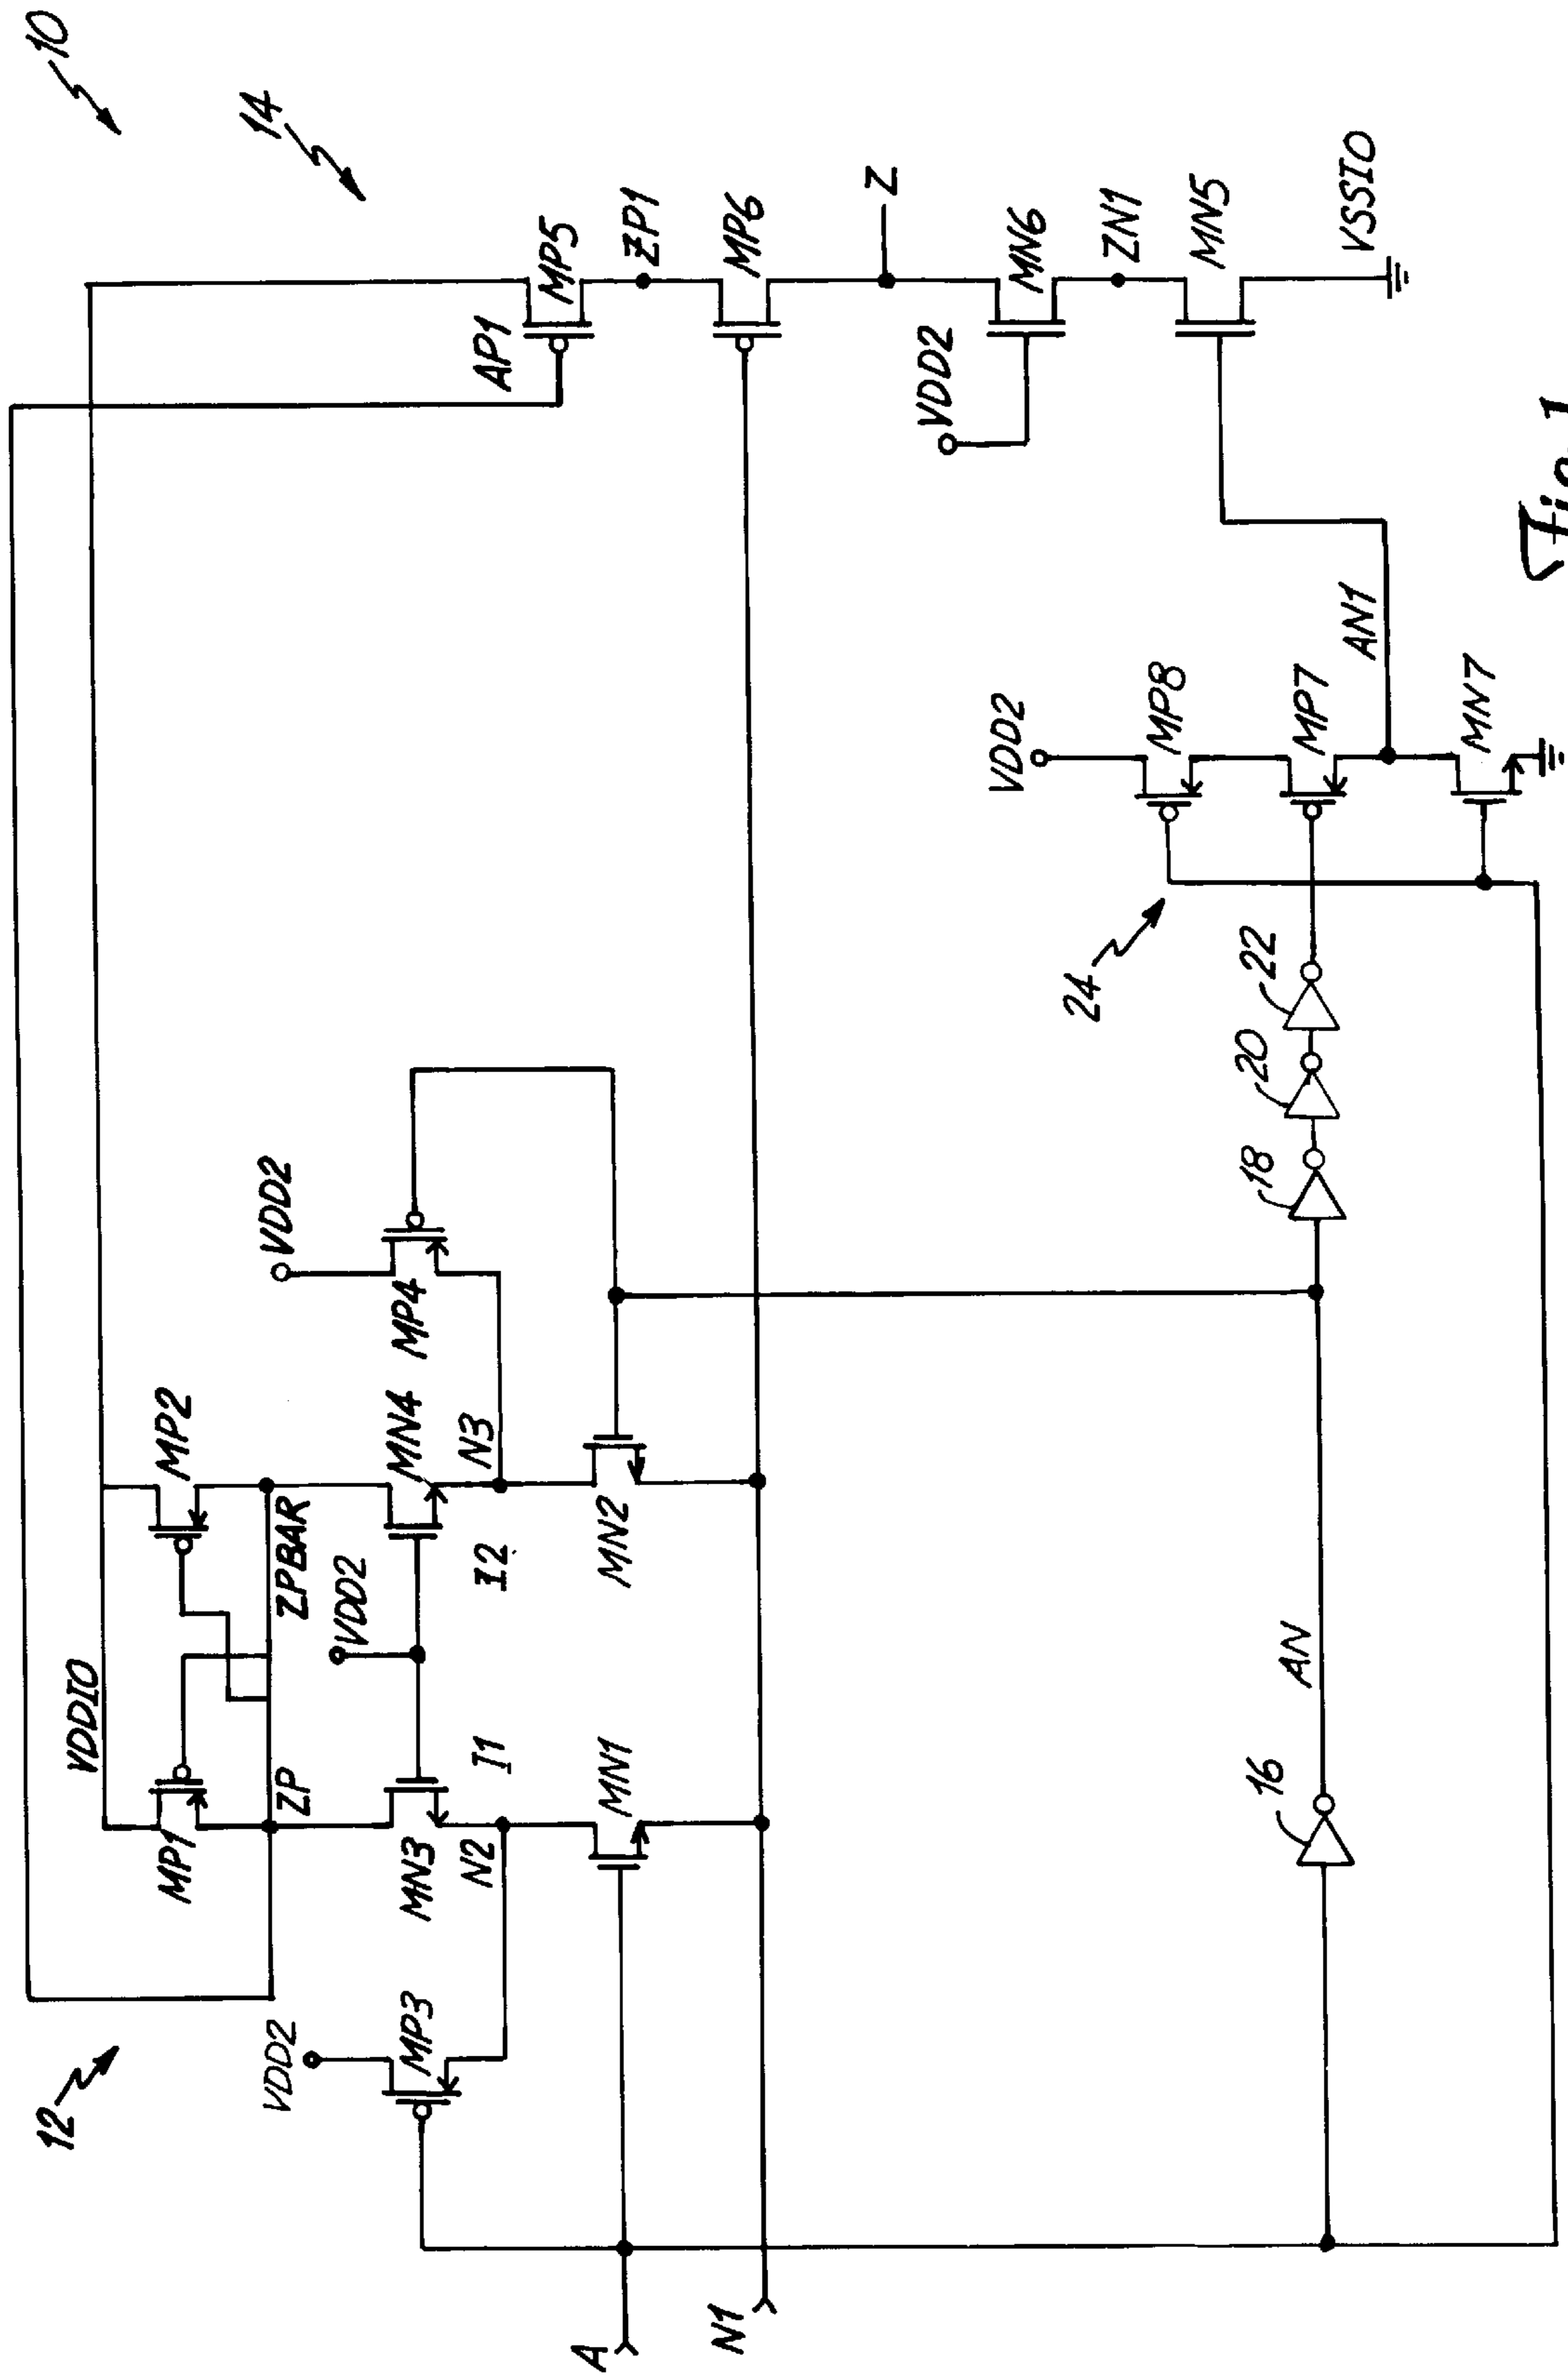 10
14
12
VDDIO
MP1
MP2
ZP
ZPBAR
AP1
MP5
ZP1
MP6
Z
VDD2
MN6
ZN1
MN5
VSSIO
VDD2
MP3
MN3
N2
I1
VDD2
I2
MN4
N3
VDD2
MP4
MN1
MN2
A
N1
16
AN
18
20
22
24
VDD2
MP8
MP7
AN1
MN7
Fig. 1